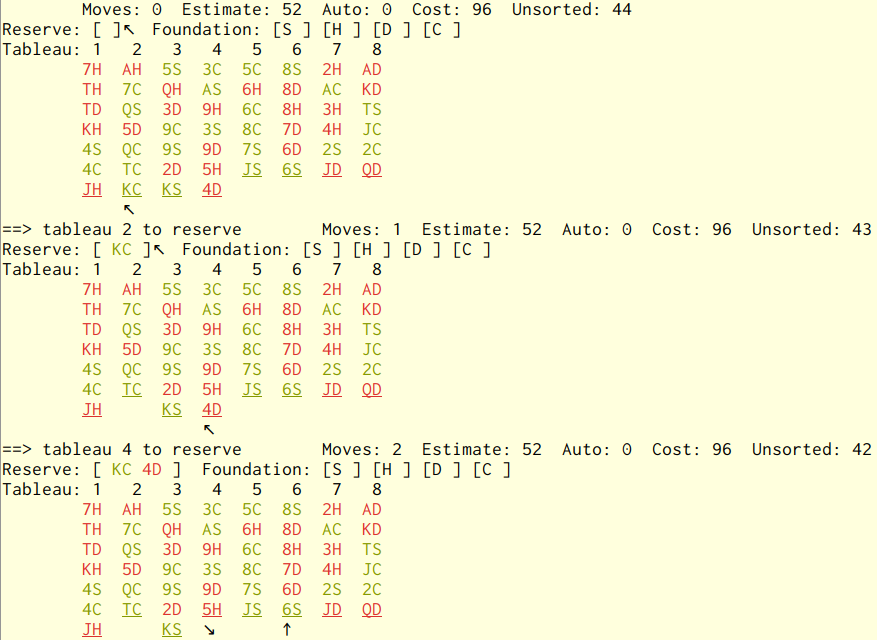 Moves: 0  Estimate: 52  Auto: 0  Cost: 96  Unsorted: 44
Reserve: [ ]↖  Foundation: [S ] [H ] [D ] [C ]
Tableau: 1   2   3   4   5   6   7   8
7H  AH  5S  3C  5C  8S  2H  AD
TH  7C  QH  AS  6H  8D  AC  KD
TD  QS  3D  9H  6C  8H  3H  TS
KH  5D  9C  3S  8C  7D  4H  JC
4S  QC  9S  9D  7S  6D  2S  2C
4C  TC  2D  5H  JS  6S  JD  QD
JH  KC  KS  4D
↖
==> tableau 2 to reserve        Moves: 1  Estimate: 52  Auto: 0  Cost: 96  Unsorted: 43
Reserve: [ KC ]↖  Foundation: [S ] [H ] [D ] [C ]
Tableau: 1   2   3   4   5   6   7   8
7H  AH  5S  3C  5C  8S  2H  AD
TH  7C  QH  AS  6H  8D  AC  KD
TD  QS  3D  9H  6C  8H  3H  TS
KH  5D  9C  3S  8C  7D  4H  JC
4S  QC  9S  9D  7S  6D  2S  2C
4C  TC  2D  5H  JS  6S  JD  QD
JH      KS  4D
↖
==> tableau 4 to reserve        Moves: 2  Estimate: 52  Auto: 0  Cost: 96  Unsorted: 42
Reserve: [ KC 4D ]  Foundation: [S ] [H ] [D ] [C ]
Tableau: 1   2   3   4   5   6   7   8
7H  AH  5S  3C  5C  8S  2H  AD
TH  7C  QH  AS  6H  8D  AC  KD
TD  QS  3D  9H  6C  8H  3H  TS
KH  5D  9C  3S  8C  7D  4H  JC
4S  QC  9S  9D  7S  6D  2S  2C
4C  TC  2D  5H  JS  6S  JD  QD
JH      KS  ↘       ↑